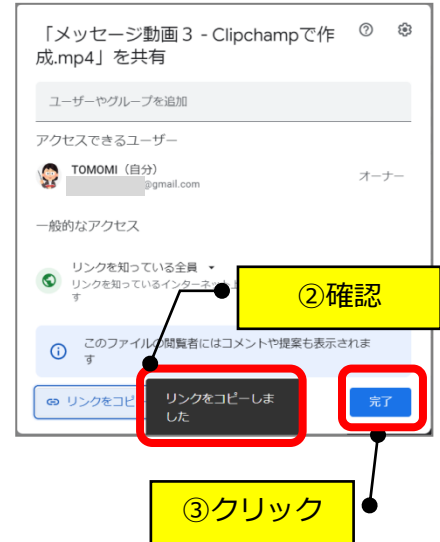 「メッセージ動画３ - Clipchampで作
成.mp4」を共有
ユーザーやグループを追加
アクセスできるユーザー
TOMOMI（自分）
@gmail.com
オーナー
一般的なアクセス
リンクを知っている全員
リンクを知っているインターネット上
す
②確認
このファイルの閲覧者にはコメントや提案も表示されま
す
リンクをコピー
リンクをコピーしま
した
完了
③クリック